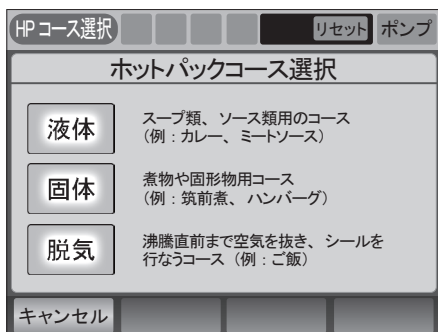 HPコース選択 リセット ポンプ
ホットパックコース選択
液体 スープ類、ソース類用のコース
（例：カレー、ミートソース）
固体 煮物や固形物用コース
（例：筑前煮、ハンバーグ）
脱気 沸騰直前まで空気を抜き、シールを
行なうコース（例：ご飯）
キャンセル